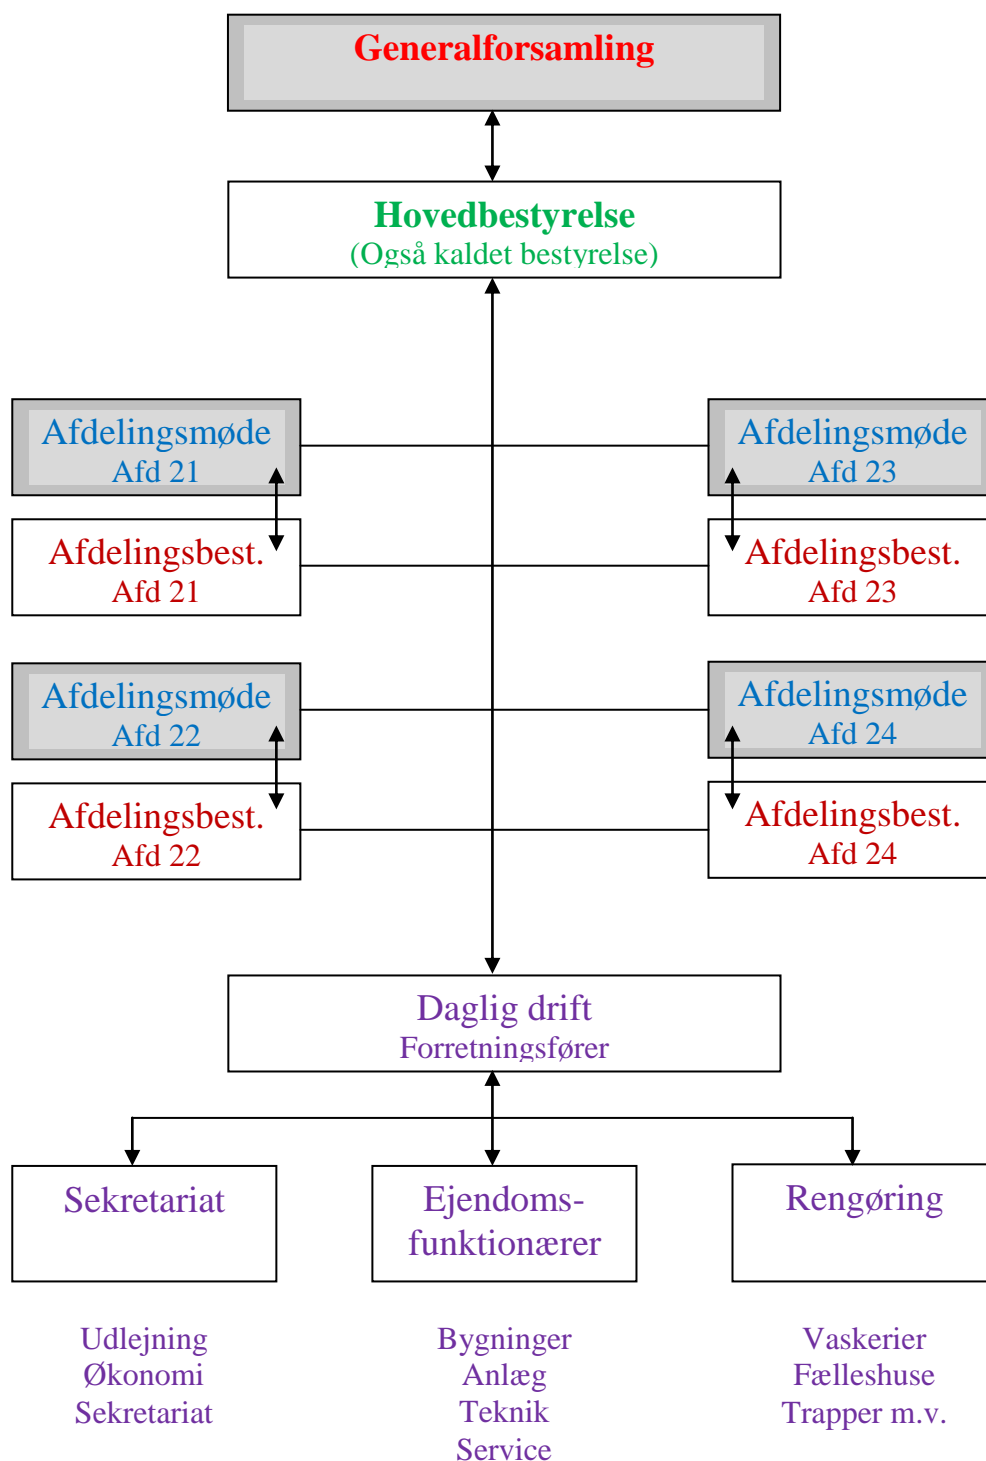 Generalforsamling
Hovedbestyrelse
(Også kaldet bestyrelse)
Afdelingsmøde
Afd 21
Afdelingsmøde
Afd 23
Afdelingsbest.
Afd 21
Afdelingsbest.
Afd 23
Afdelingsmøde
Afd 22
Afdelingsmøde
Afd 24
Afdelingsbest.
Afd 22
Afdelingsbest.
Afd 24
Daglig drift
Forretningsfører
Sekretariat
Ejendoms-
funktionærer
Rengøring
Udlejning
Økonomi
Sekretariat
Bygninger
Anlæg
Teknik
Service
Vaskerier
Fælleshuse
Trapper m.v.